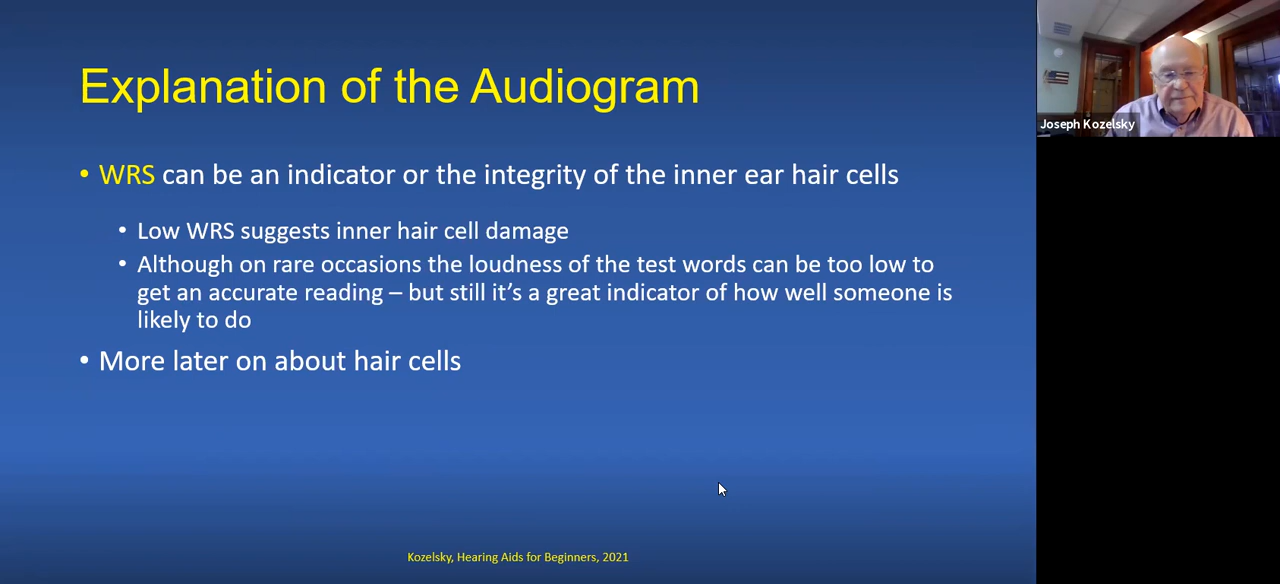 Explanation of the Audiogram
• WRS can be an indicator or the integrity of the inner ear hair cells
• Low WRS suggests inner hair cell damage
• Although on rare occasions the loudness of the test words can be too low to
get an accurate reading – but still it’s a great indicator of how well someone is
likely to do
• More later on about hair cells
Kozelsky, Hearing Aids for Beginners, 2021
Joseph Kozelsky